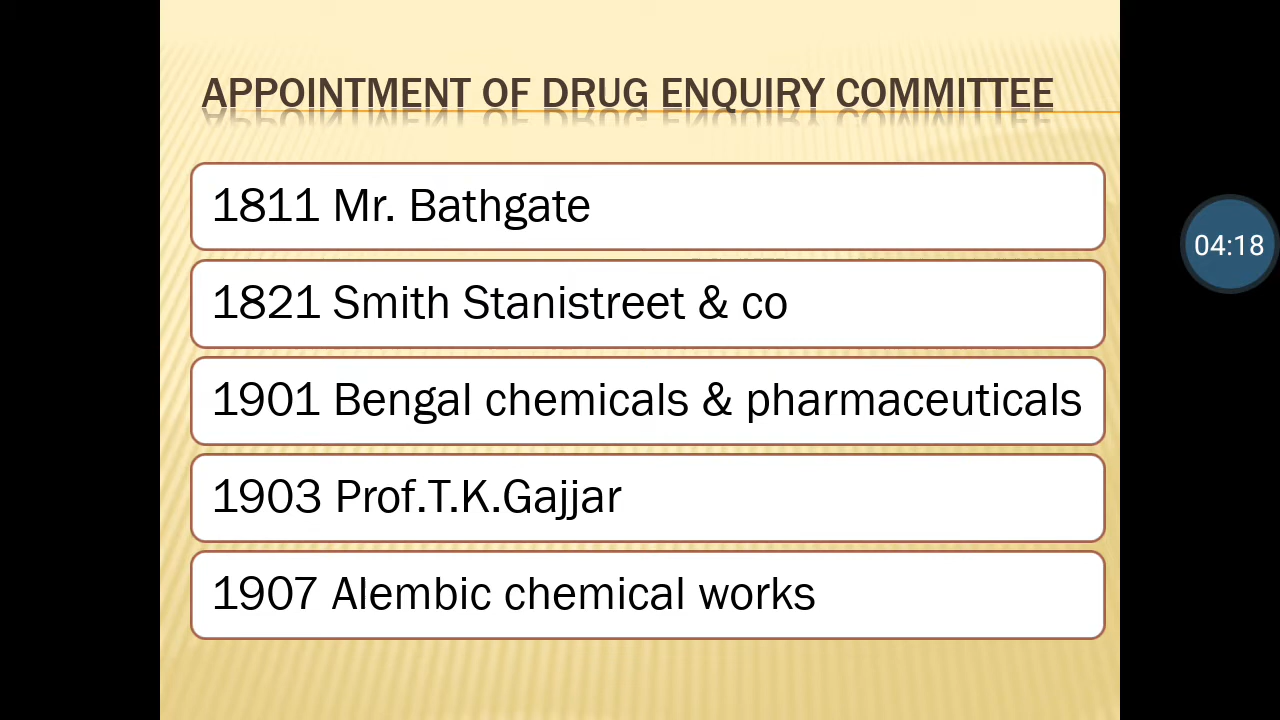 APPOINTMENT OF DRUG ENQUIRY COMMITTEE
1811 Mr. Bathgate
1821 Smith Stanistreet & co
1901 Bengal chemicals & pharmaceuticals
1903 Prof.T.K.Gajjar
1907 Alembic chemical works
04:18